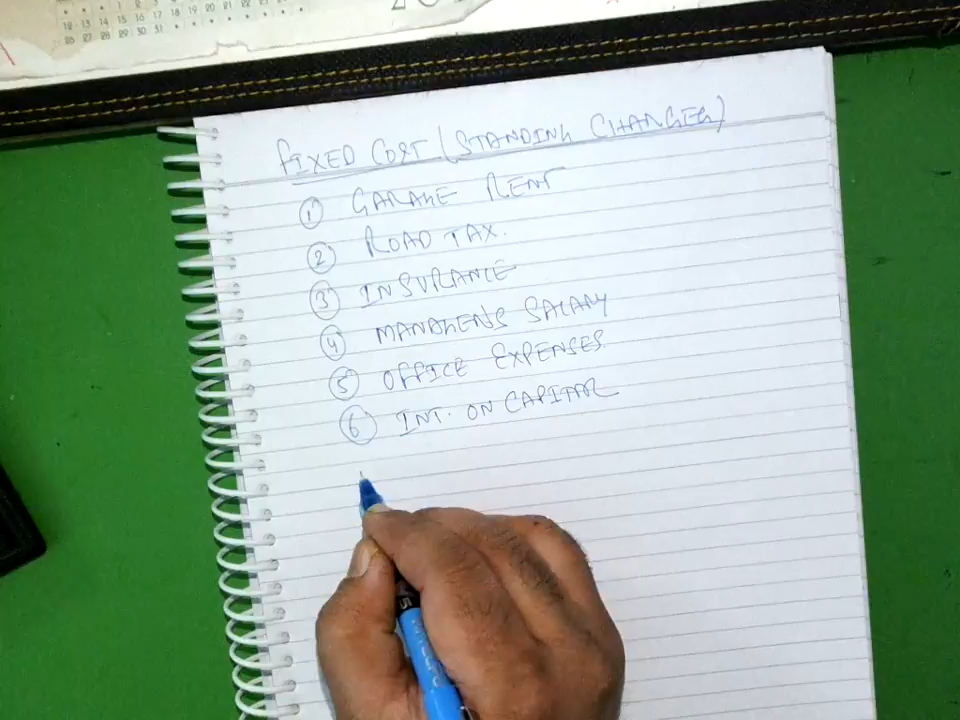 FIXED COST (STANDING CHARGES)
1 GARAGE RENT
2 ROAD TAX.
3 INSURANCE
4 MANAGERS SALARY
5 OFFICE EXPENSES.
6 INT. ON CAPITAL